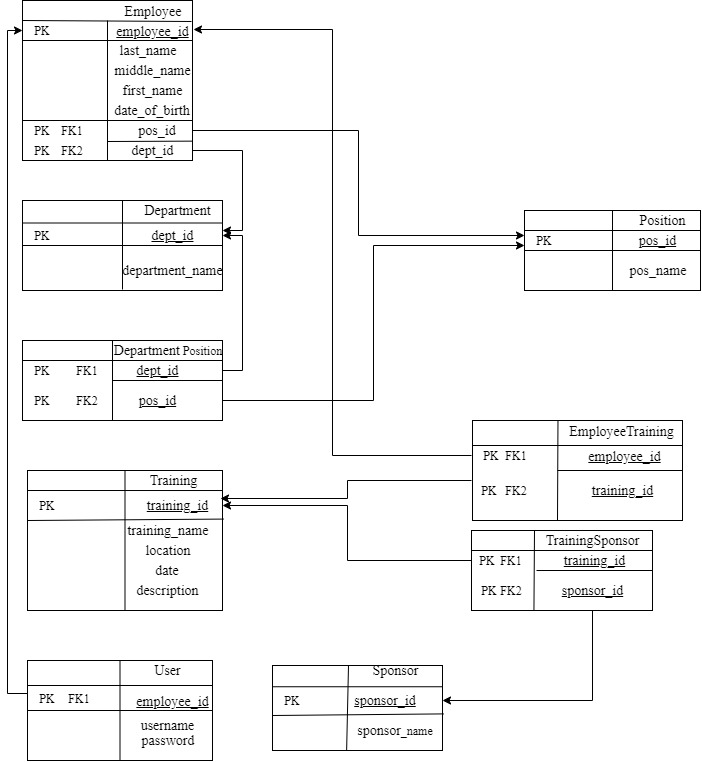 Employee
PK employee_id
last_name
middle_name
first_name
date_of_birth
PK FK1 pos_id
PK FK2 dept_id
Department
PK dept_id
department_name
Position
PK pos_id
pos_name
Department Position
PK FK1 dept_id
PK FK2 pos_id
EmployeeTraining
PK FK1 employee_id
PK FK2 training_id
Training
PK training_id
training_name
location
date
description
TrainingSponsor
PK FK1 training_id
PK FK2 sponsor_id
User
PK FK1 employee_id
username
password
Sponsor
PK sponsor_id
sponsor_name